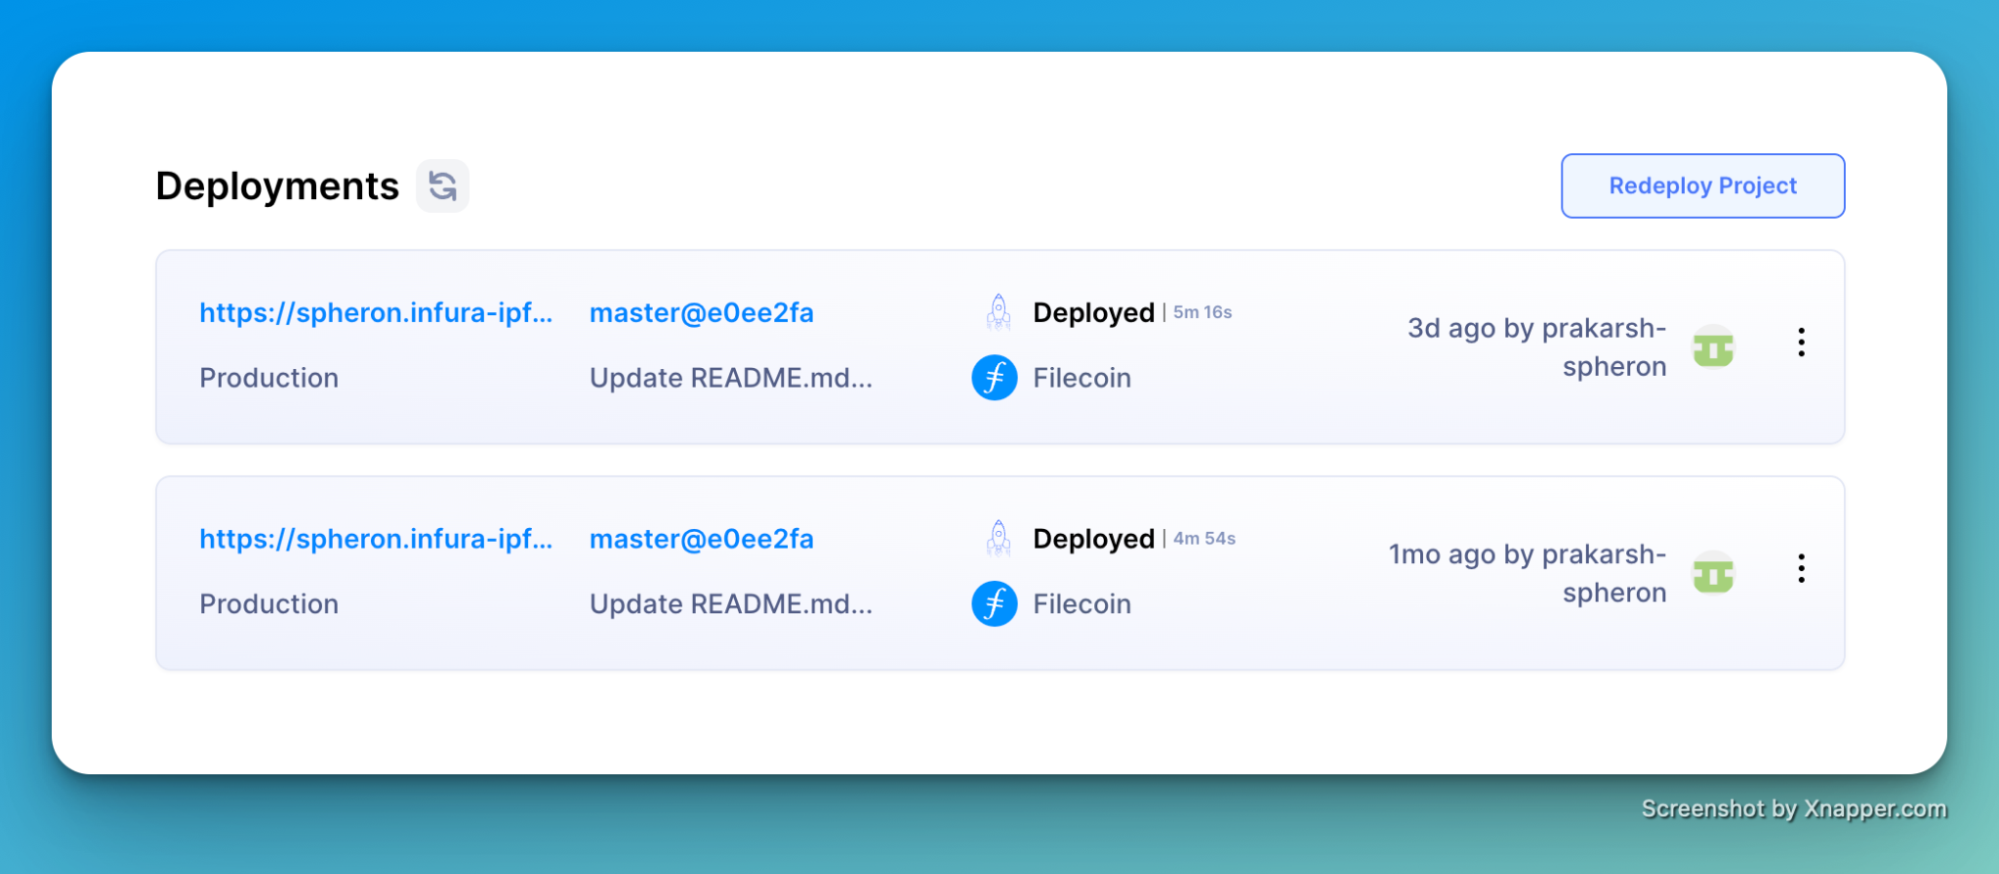 Deployments
Redeploy Project
https://spheron.infura-ipf...
master@e0ee2fa
Deployed | 5m 16s
3d ago by prakarsh-
spheron
Production
Update README.md...
Filecoin
https://spheron.infura-ipf...
master@e0ee2fa
Deployed | 4m 54s
1mo ago by prakarsh-
spheron
Production
Update README.md...
Filecoin
Screenshot by Xnapper.com